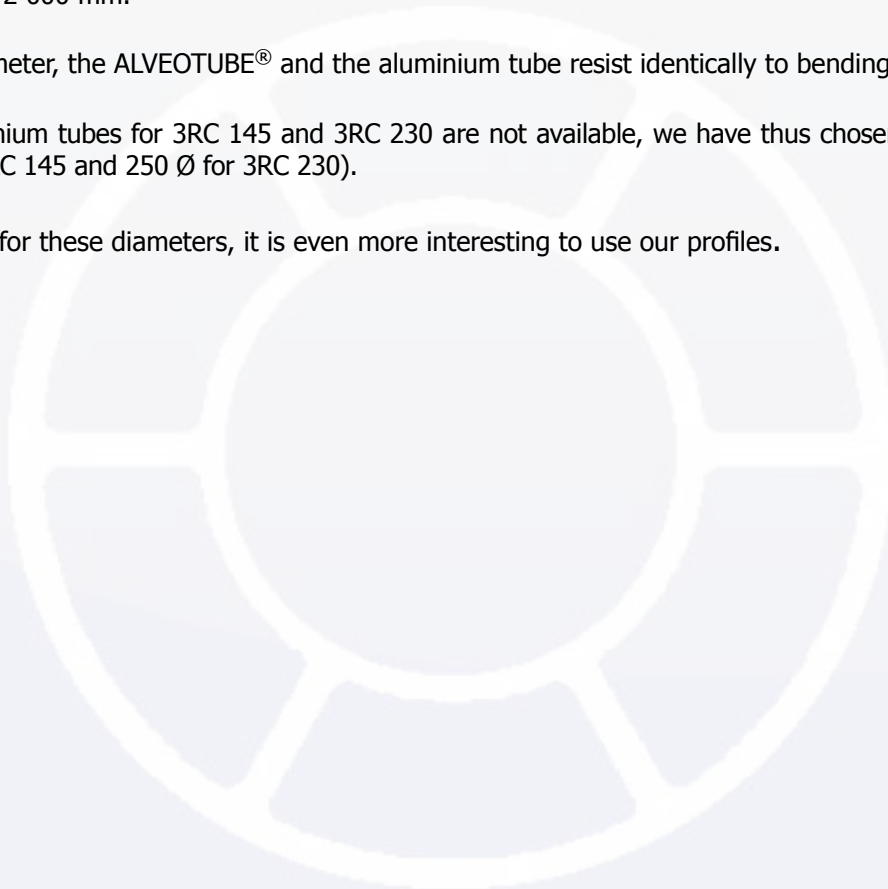 2 000 mm.
meter, the ALVEOTUBE® and the aluminium tube resist identically to bending
nium tubes for 3RC 145 and 3RC 230 are not available, we have thus chosen
C 145 and 250 Ø for 3RC 230).
for these diameters, it is even more interesting to use our profiles.